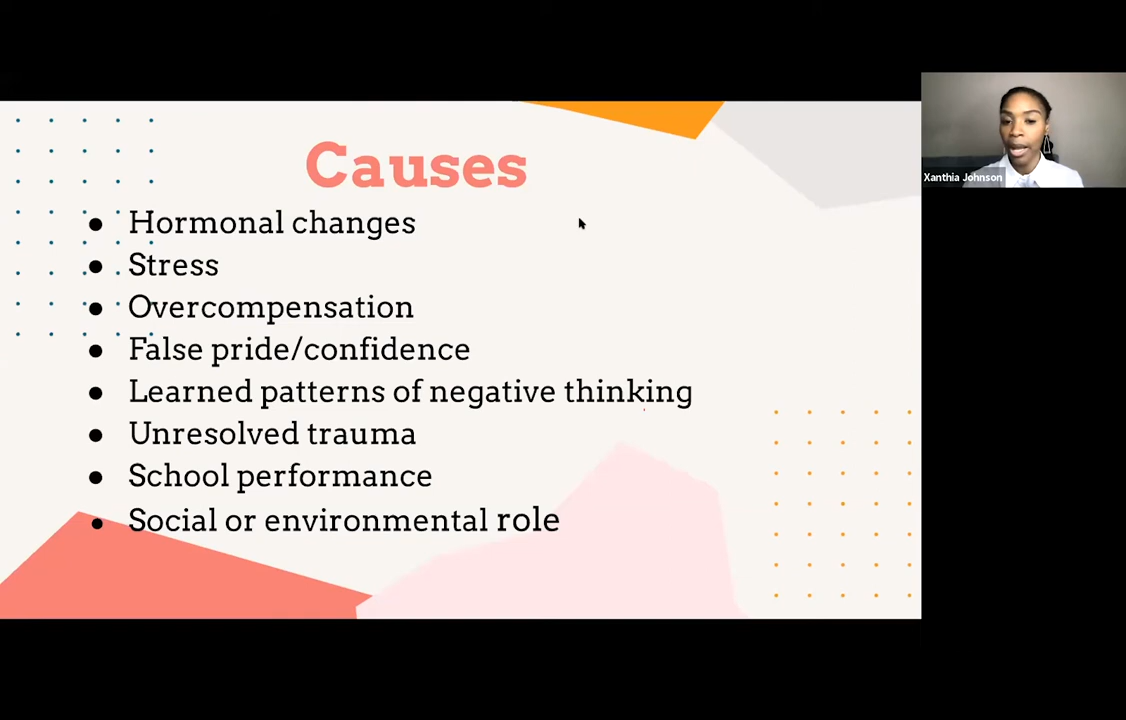 Causes
● Hormonal changes
● Stress
● Overcompensation
● False pride/confidence
● Learned patterns of negative thinking
● Unresolved trauma
● School performance
● Social or environmental role
Xanthia Johnson